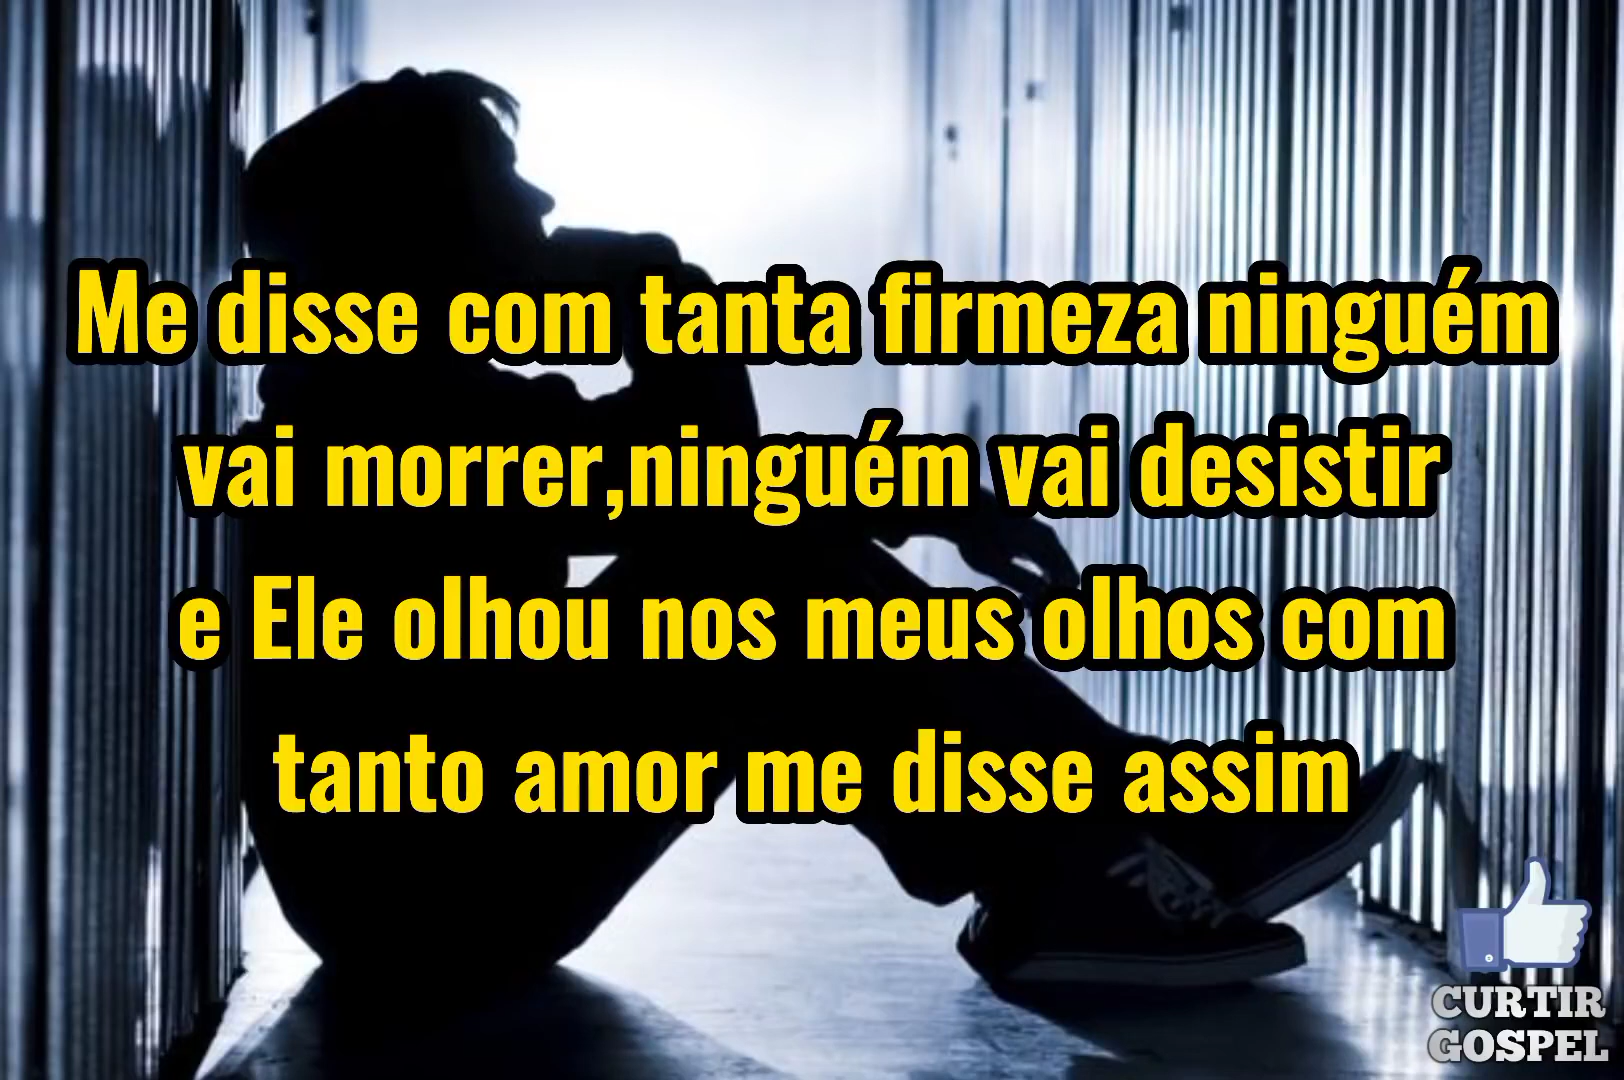 Me disse com tanta firmeza ninguém
vai morrer,ninguém vai desistir
e Ele olhou nos meus olhos com
tanto amor me disse assim
CURTIR
GOSPEL